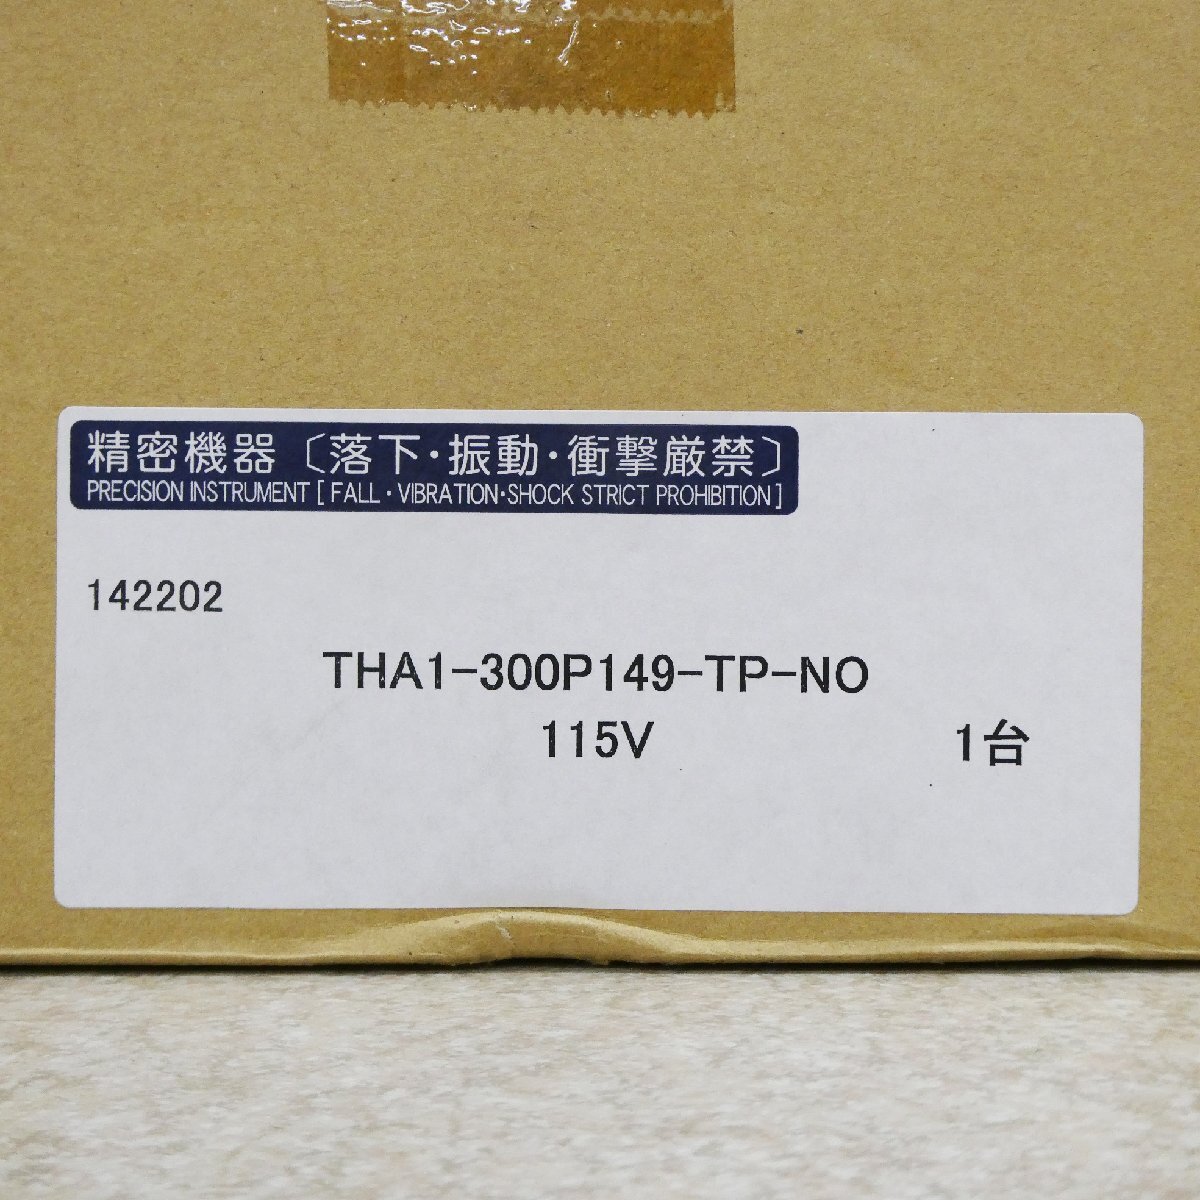 精密機器〔落下・振動・衝撃厳禁〕
PRECISION INSTRUMENT [ FALL・VIBRATION・SHOCK STRICT PROHIBITION ]
142202
THA1-300P149-TP-NO
115V 1台